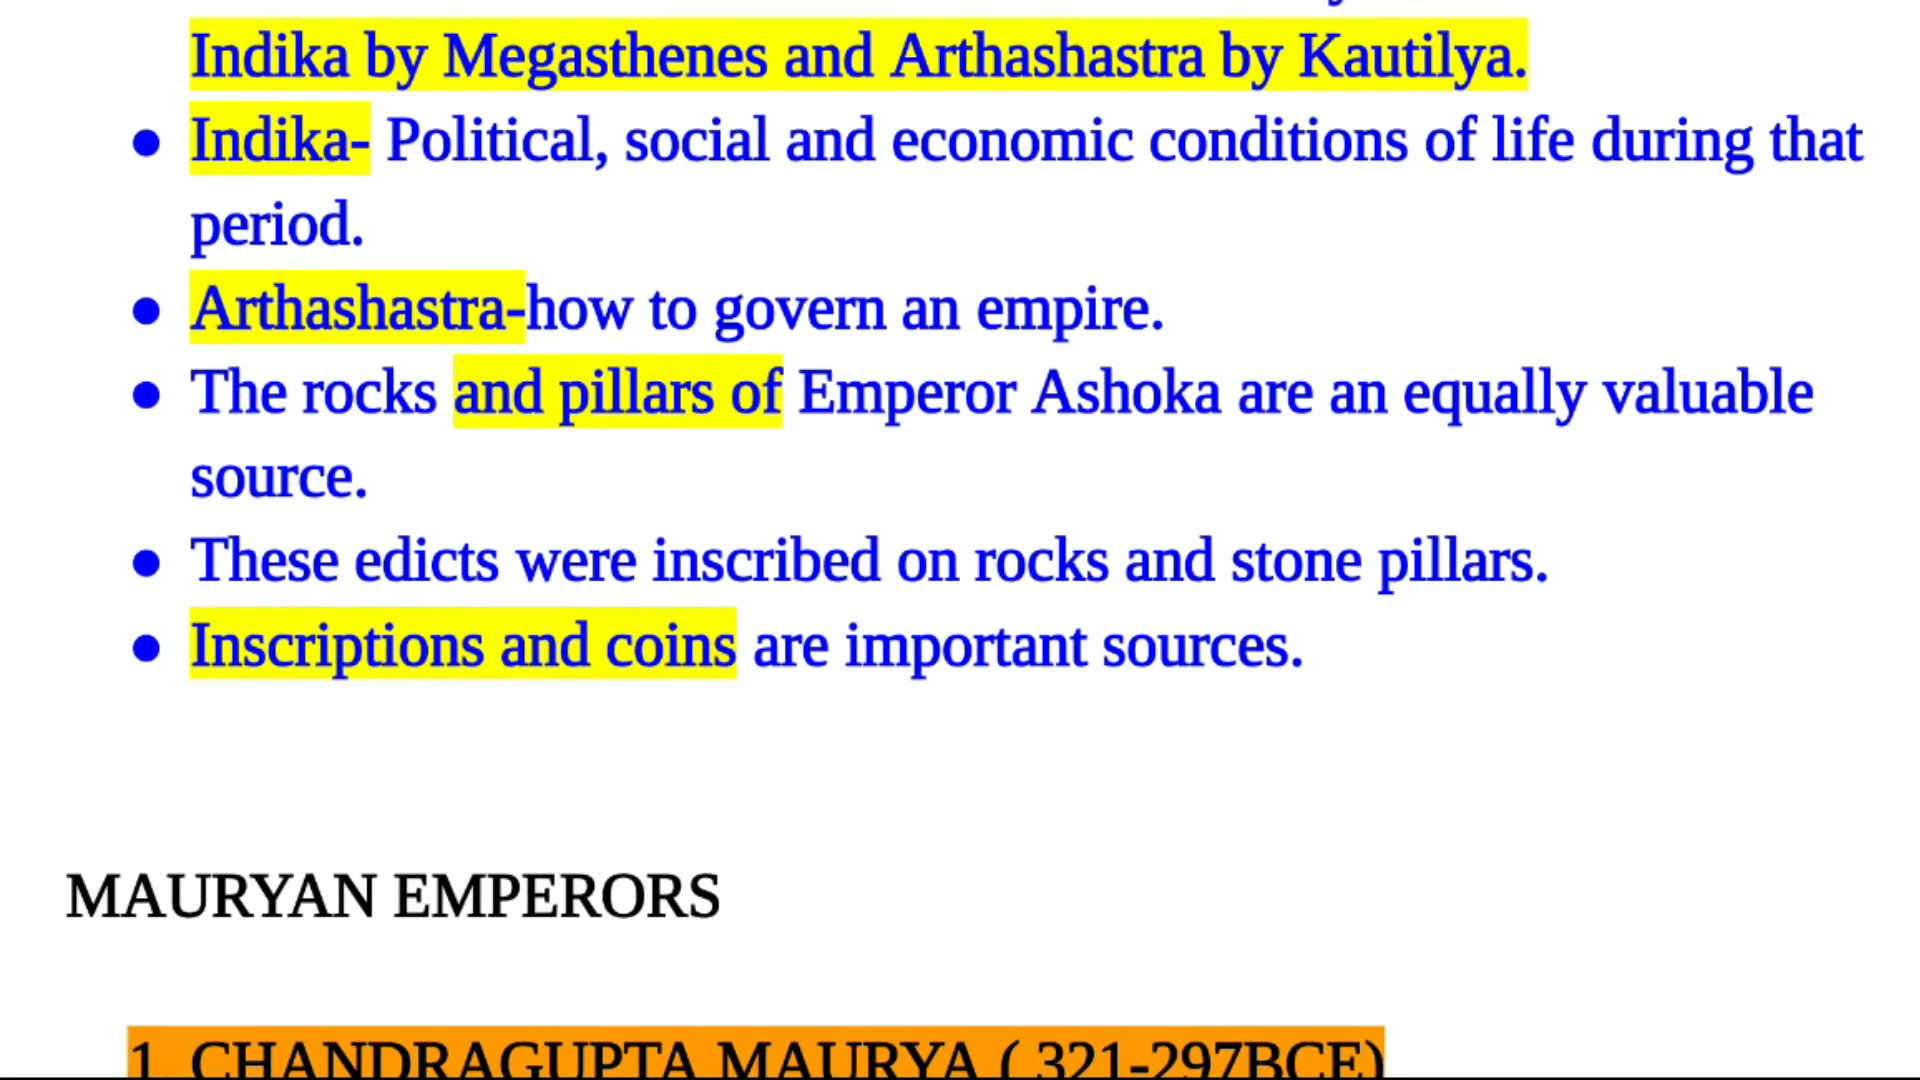 Indika by Megasthenes and Arthashastra by Kautilya.
● Indika- Political, social and economic conditions of life during that
period.
● Arthashastra-how to govern an empire.
● The rocks and pillars of Emperor Ashoka are an equally valuable
source.
● These edicts were inscribed on rocks and stone pillars.
● Inscriptions and coins are important sources.
MAURYAN EMPERORS
1. CHANDRAGUPTA MAURYA ( 321-297BCE)